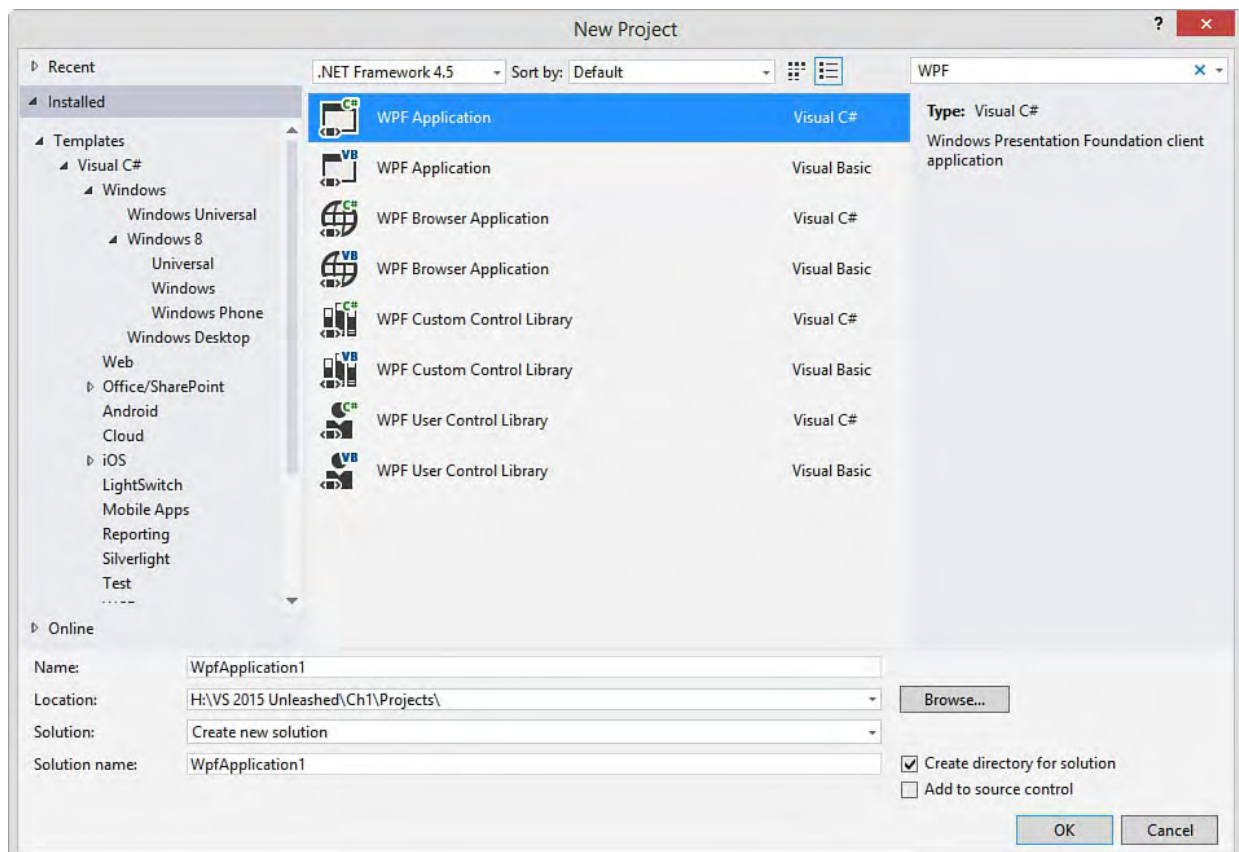 New Project
?
Recent
.NET Framework 4.5
Sort by: Default
WPF
Installed
Templates
Visual C#
Windows
Windows Universal
Windows 8
Universal
Windows
Windows Phone
Windows Desktop
Web
Office/SharePoint
Android
Cloud
iOS
LightSwitch
Mobile Apps
Reporting
Silverlight
Test
Online
C# WPF Application Visual C#
VB WPF Application Visual Basic
C# WPF Browser Application Visual C#
VB WPF Browser Application Visual Basic
C# WPF Custom Control Library Visual C#
VB WPF Custom Control Library Visual Basic
C# WPF User Control Library Visual C#
VB WPF User Control Library Visual Basic
Type: Visual C#
Windows Presentation Foundation client
application
Name: WpfApplication1
Location: H:\VS 2015 Unleashed\Ch1\Projects\
Browse...
Solution: Create new solution
Solution name: WpfApplication1
Create directory for solution
Add to source control
OK
Cancel